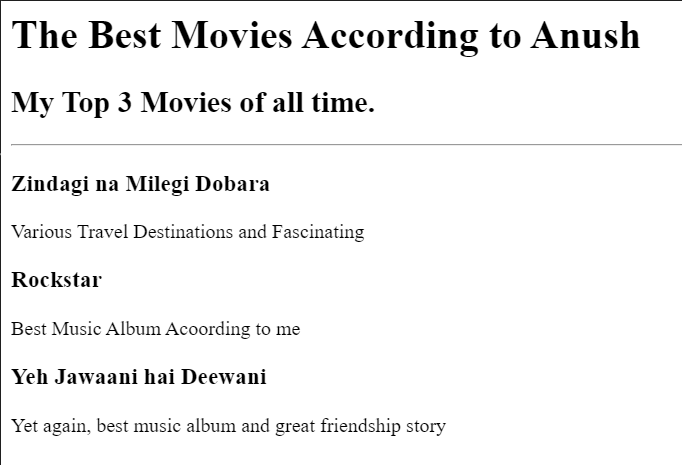 The Best Movies According to Anush
My Top 3 Movies of all time.
Zindagi na Milegi Dobara
Various Travel Destinations and Fascinating
Rockstar
Best Music Album Acoording to me
Yeh Jawaani hai Deewani
Yet again, best music album and great friendship story